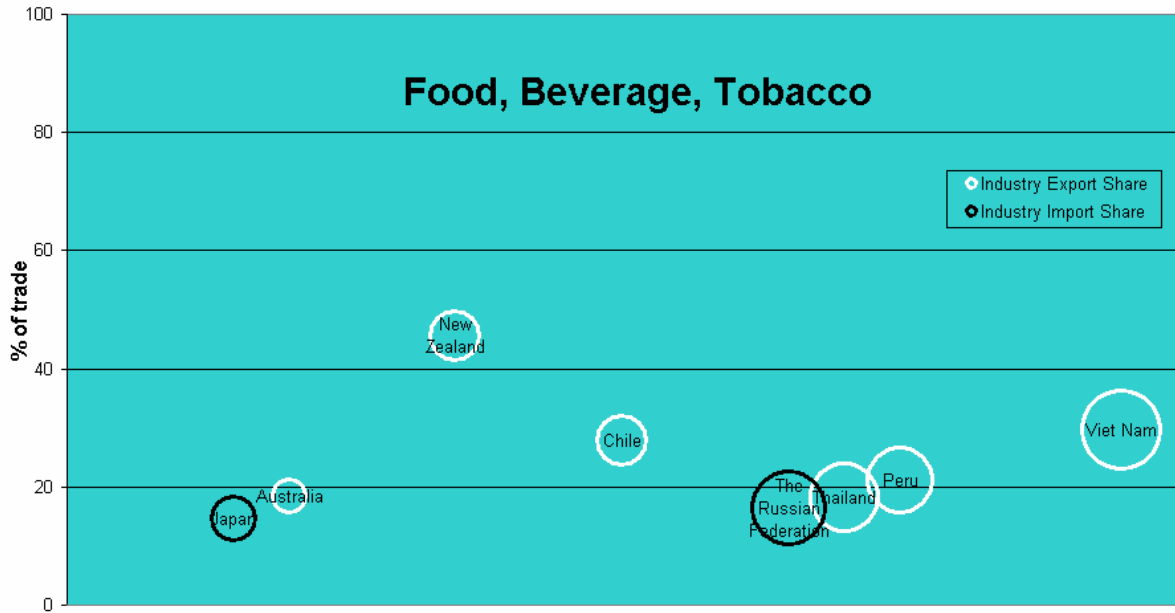 100
Food, Beverage, Tobacco
80
Industry Export Share
Industry Import Share
60
% of trade
New
Zealand
40
Chile
Viet Nam
20
Australia
Japan
The
Russian
Federation
Thailand
Peru
0